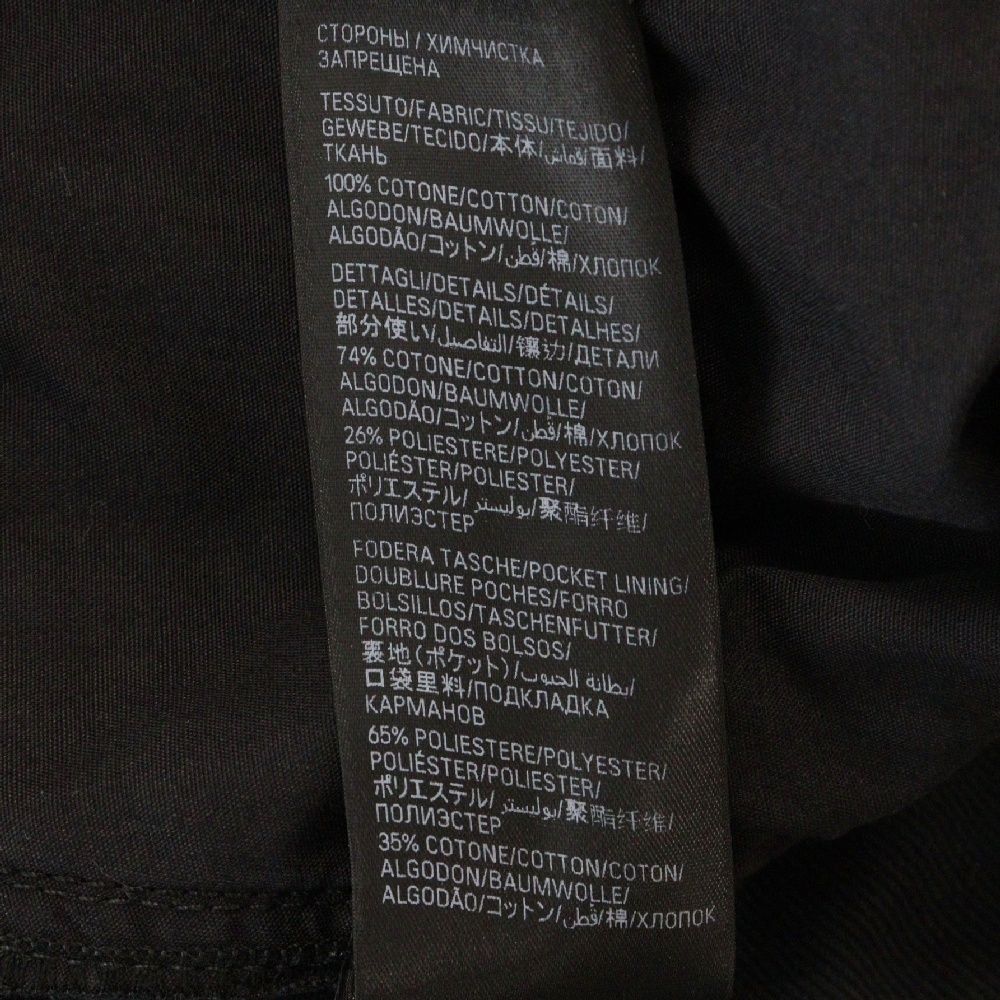 СТОРОНЫ / ХИМЧИСТКА
ЗАПРЕЩЕНА
TESSUTO/FABRIC/TISSU/TEJIDO/
GEWEBE/TECIDO/本体/قماش/面料/
ТКАНЬ
100% COTONE/COTTON/COTON/
ALGODON/BAUMWOLLE/
ALGODÃO/コットン/قُطن/棉/ХЛОПОК
DETTAGLI/DETAILS/DÉTAILS/
DETALLES/DETAILS/DETALHES/
部分使い/التفاصيل/镶边/ДЕТАЛИ
74% COTONE/COTTON/COTON/
ALGODON/BAUMWOLLE/
ALGODÃO/コットン/قُطن/棉/ХЛОПОК
26% POLIESTERE/POLYESTER/
POLIÉSTER/POLIESTER/
ポリエステル/بوليستر/聚酯纤维/
ПОЛИЭСТЕР
FODERA TASCHE/POCKET LINING/
DOUBLURE POCHES/FORRO
BOLSILLOS/TASCHENFUTTER/
FORRO DOS BOLSOS/
裏地(ポケット)/بطانة الجيوب/
口袋里料/ПОДКЛАДКА
КАРМАНОВ
65% POLIESTERE/POLYESTER/
POLIÉSTER/POLIESTER/
ポリエステル/بوليستر/聚酯纤维/
ПОЛИЭСТЕР
35% COTONE/COTTON/COTON/
ALGODON/BAUMWOLLE/
ALGODÃO/コットン/قُطن/棉/ХЛОПОК